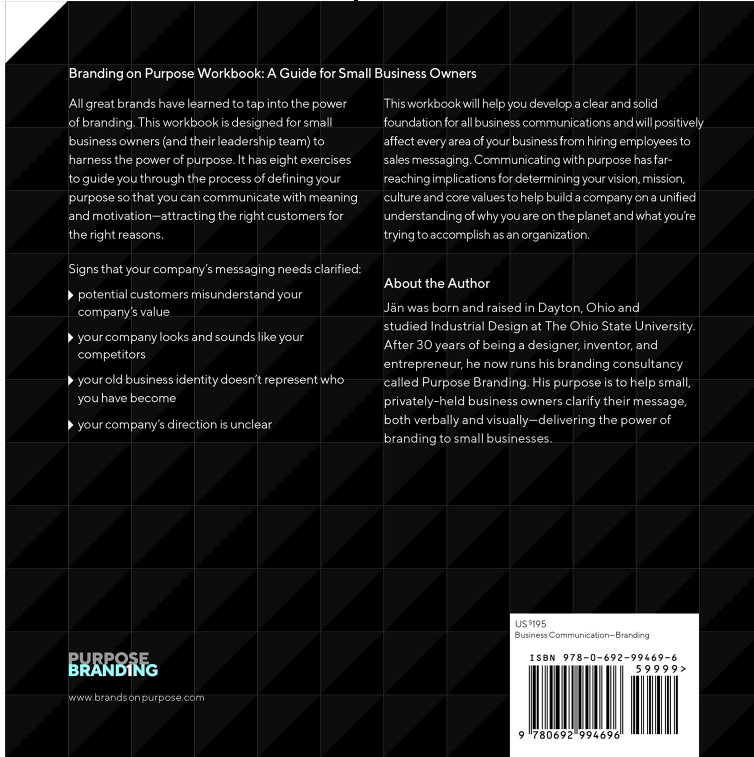 Branding on Purpose Workbook: A Guide for Small Business Owners
All great brands have learned to tap into the power
of branding. This workbook is designed for small
business owners (and their leadership team) to
harness the power of purpose. It has eight exercises
to guide you through the process of defining your
purpose so that you can communicate with meaning
and motivation—attracting the right customers for
the right reasons.
Signs that your company's messaging needs clarified:
potential customers misunderstand your
company's value
your company looks and sounds like your
competitors
your old business identity doesn't represent who
you have become
your company's direction is unclear
This workbook will help you develop a clear and solid
foundation for all business communications and will positively
affect every area of your business from hiring employees to
sales messaging. Communicating with purpose has far-
reaching implications for determining your vision, mission,
culture and core values to help build a company on a unified
understanding of why you are on the planet and what you're
trying to accomplish as an organization.
About the Author
Jän was born and raised in Dayton, Ohio and
studied Industrial Design at The Ohio State University.
After 30 years of being a designer, inventor, and
entrepreneur, he now runs his branding consultancy
called Purpose Branding. His purpose is to help small,
privately-held business owners clarify their message,
both verbally and visually—delivering the power of
branding to small businesses.
PURPOSE
BRAND1NG
www.brandsonpurpose.com
US $195
Business Communication—Branding
ISBN 978-0-692-99469-6
59999>
9 780692 994696